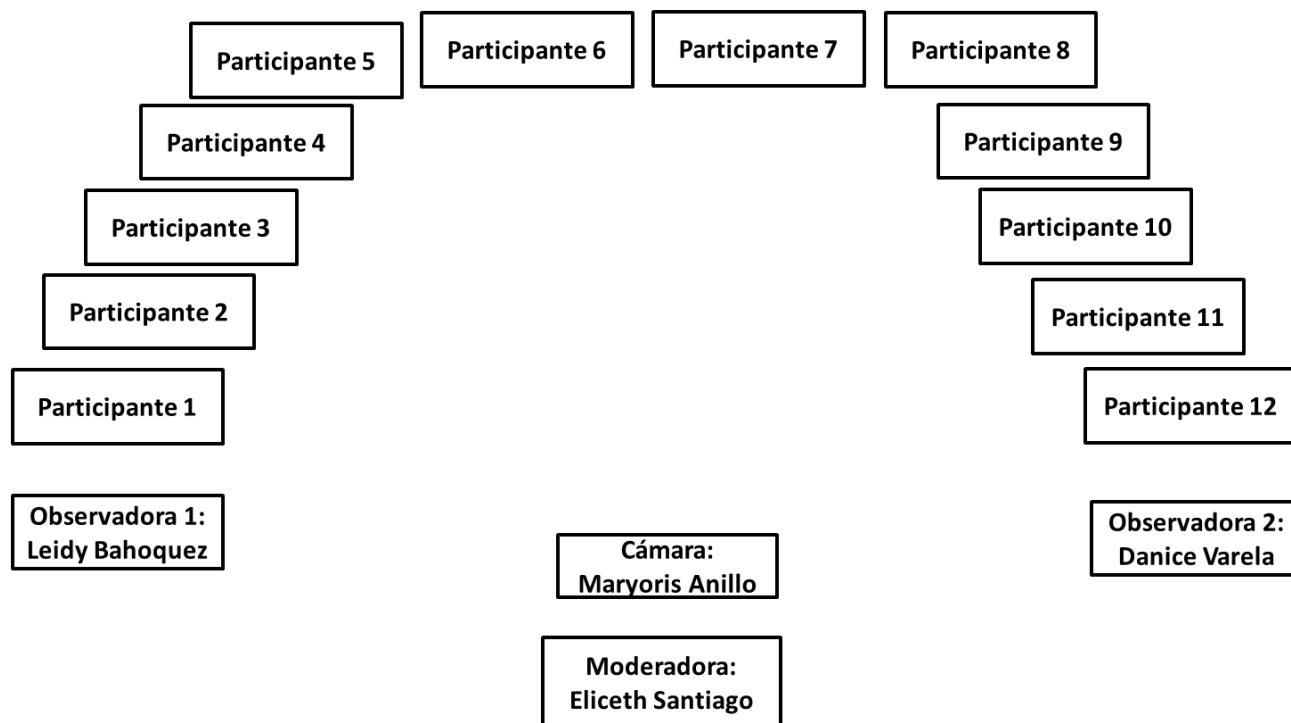 Participante 5
Participante 6
Participante 7
Participante 8
Participante 4
Participante 9
Participante 3
Participante 10
Participante 2
Participante 11
Participante 1
Participante 12
Observadora 1:
Leidy Bahoquez
Observadora 2:
Danice Varela
Cámara:
Maryoris Anillo
Moderadora:
Eliceth Santiago